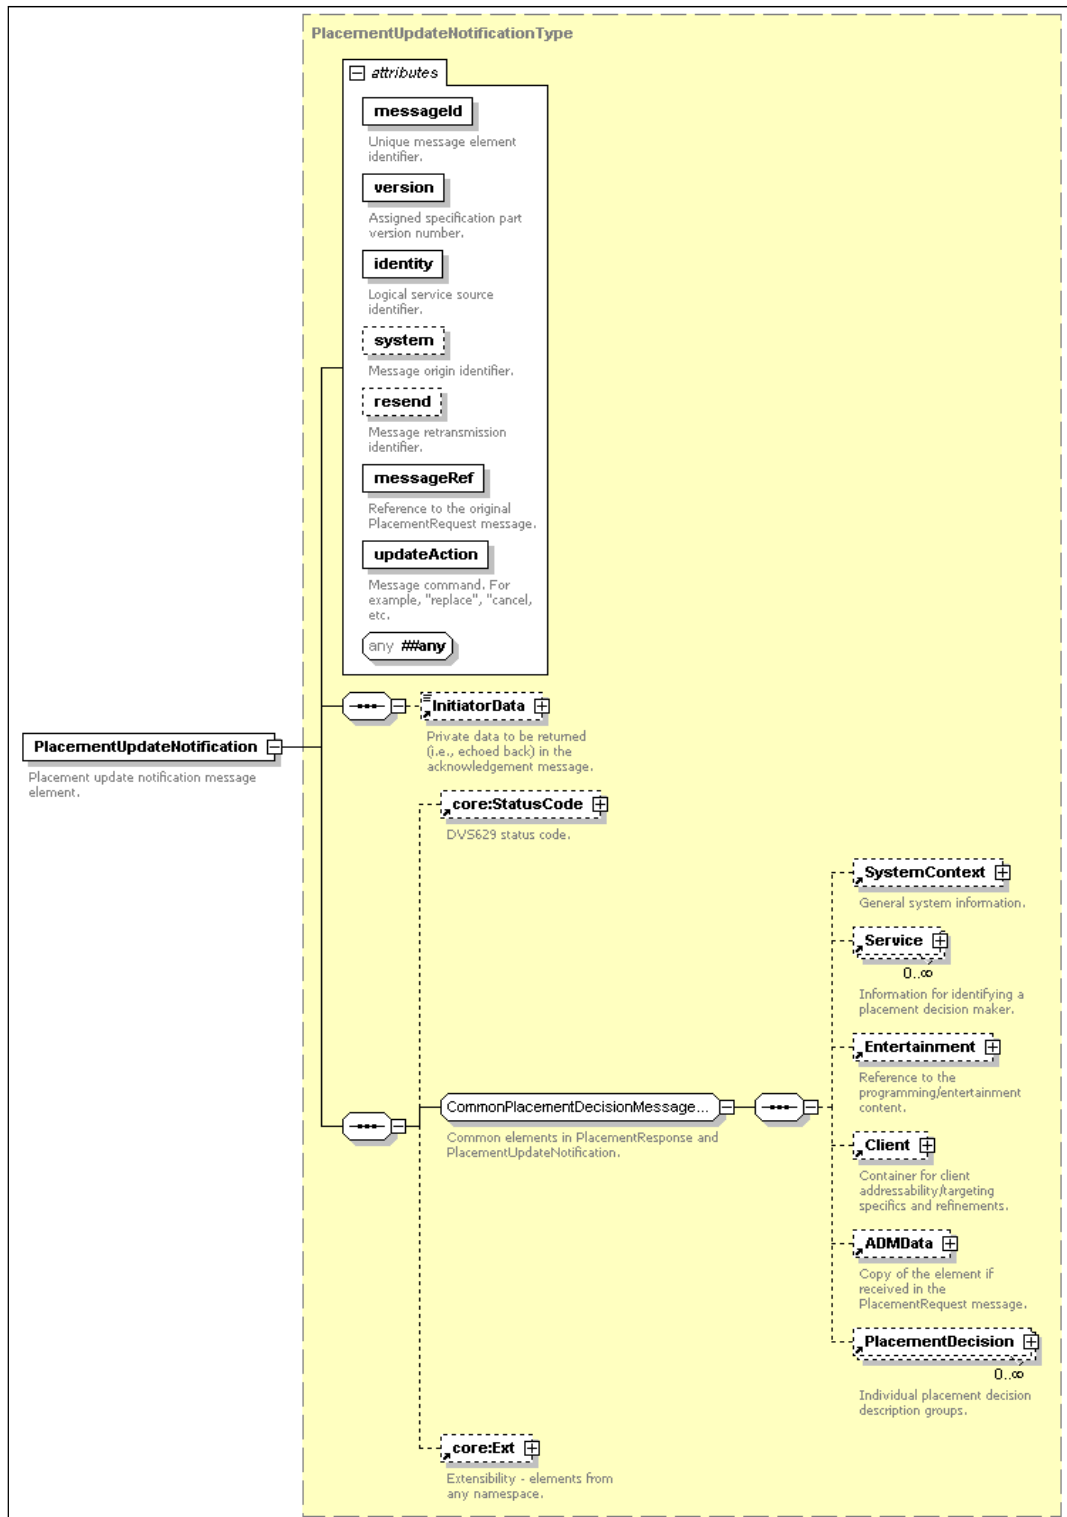 PlacementUpdateNotificationType
attributes
messageId
Unique message element
identifier.
version
Assigned specification part
version number.
identity
Logical service source
identifier.
system
Message origin identifier.
resend
Message retransmission
identifier.
messageRef
Reference to the original
PlacementRequest message.
updateAction
Message command. For
example, "replace", "cancel,
etc.
any ##any
InitiatorData
Private data to be returned
(i.e., echoed back) in the
acknowledgement message.
PlacementUpdateNotification
Placement update notification message
element.
core:StatusCode
DVS629 status code.
SystemContext
General system information.
Service
0..∞
Information for identifying a
placement decision maker.
Entertainment
Reference to the
programming/entertainment
content.
CommonPlacementDecisionMessage...
Common elements in PlacementResponse and
PlacementUpdateNotification.
Client
Container for client
addressability/targeting
specifics and refinements.
ADMData
Copy of the element if
received in the
PlacementRequest message.
PlacementDecision
0..∞
Individual placement decision
description groups.
core:Ext
Extensibility - elements from
any namespace.